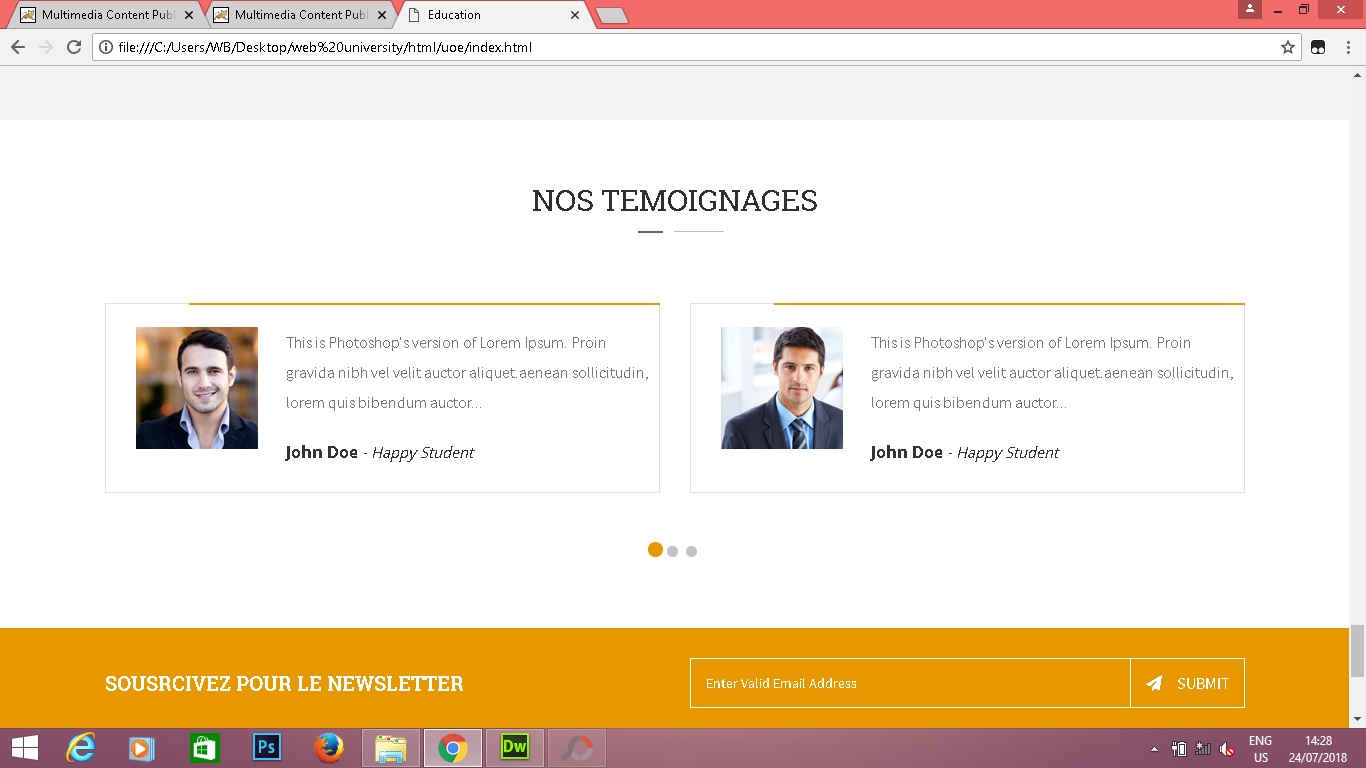 Multimedia Content Publ
Multimedia Content Publ
Education
file:///C:/Users/WB/Desktop/web%20university/html/uoe/index.html
NOS TEMOIGNAGES
This is Photoshop's version of Lorem Ipsum. Proin
gravida nibh vel velit auctor aliquet.aenean sollicitudin,
lorem quis bibendum auctor...
John Doe - Happy Student
This is Photoshop's version of Lorem Ipsum. Proin
gravida nibh vel velit auctor aliquet.aenean sollicitudin,
lorem quis bibendum auctor...
John Doe - Happy Student
SOUSRCIVEZ POUR LE NEWSLETTER
Enter Valid Email Address
SUBMIT
Ps
Dw
ENG
US
14:28
24/07/2018